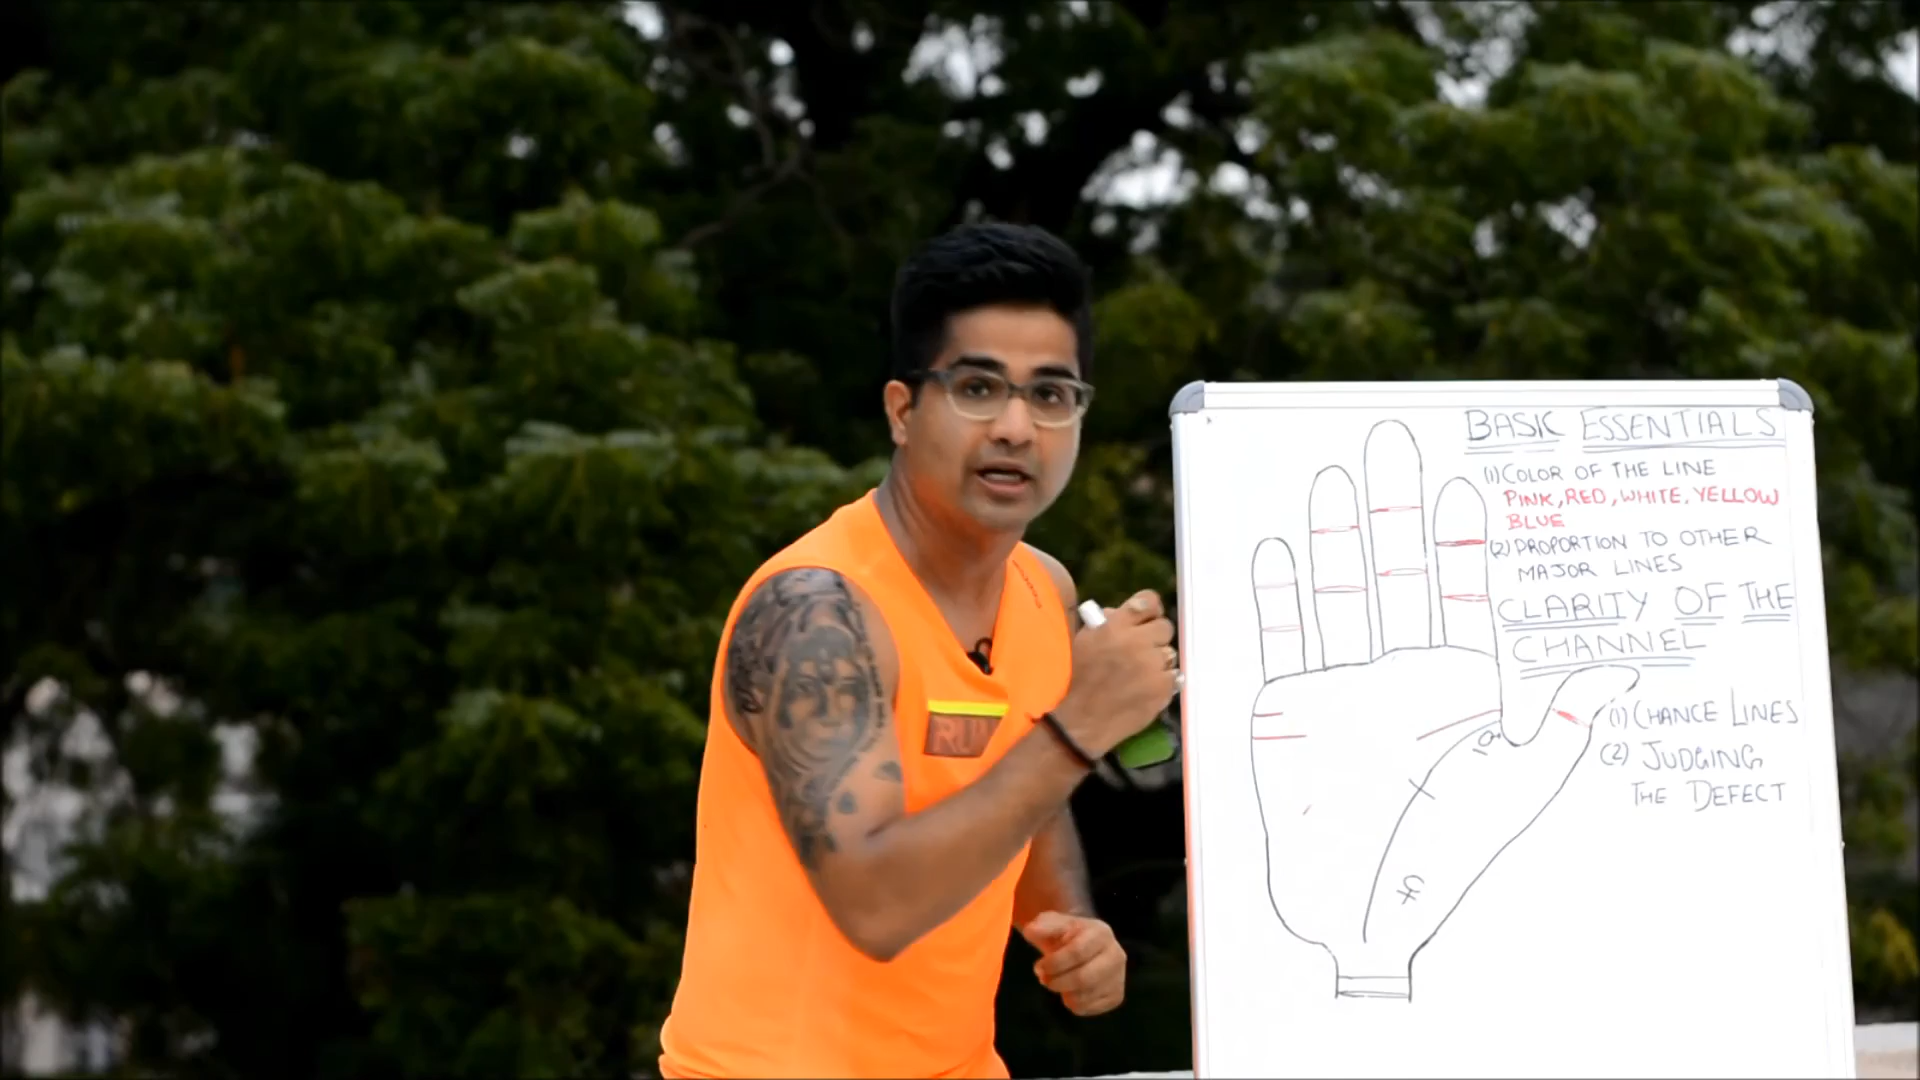 BASIC ESSENTIALS
(1) COLOR OF THE LINE
PINK, RED, WHITE, YELLOW
BLUE
(2) PROPORTION TO OTHER
MAJOR LINES
CLARITY OF THE
CHANNEL
(1) CHANCE LINES
(2) JUDGING
THE DEFECT
RUN